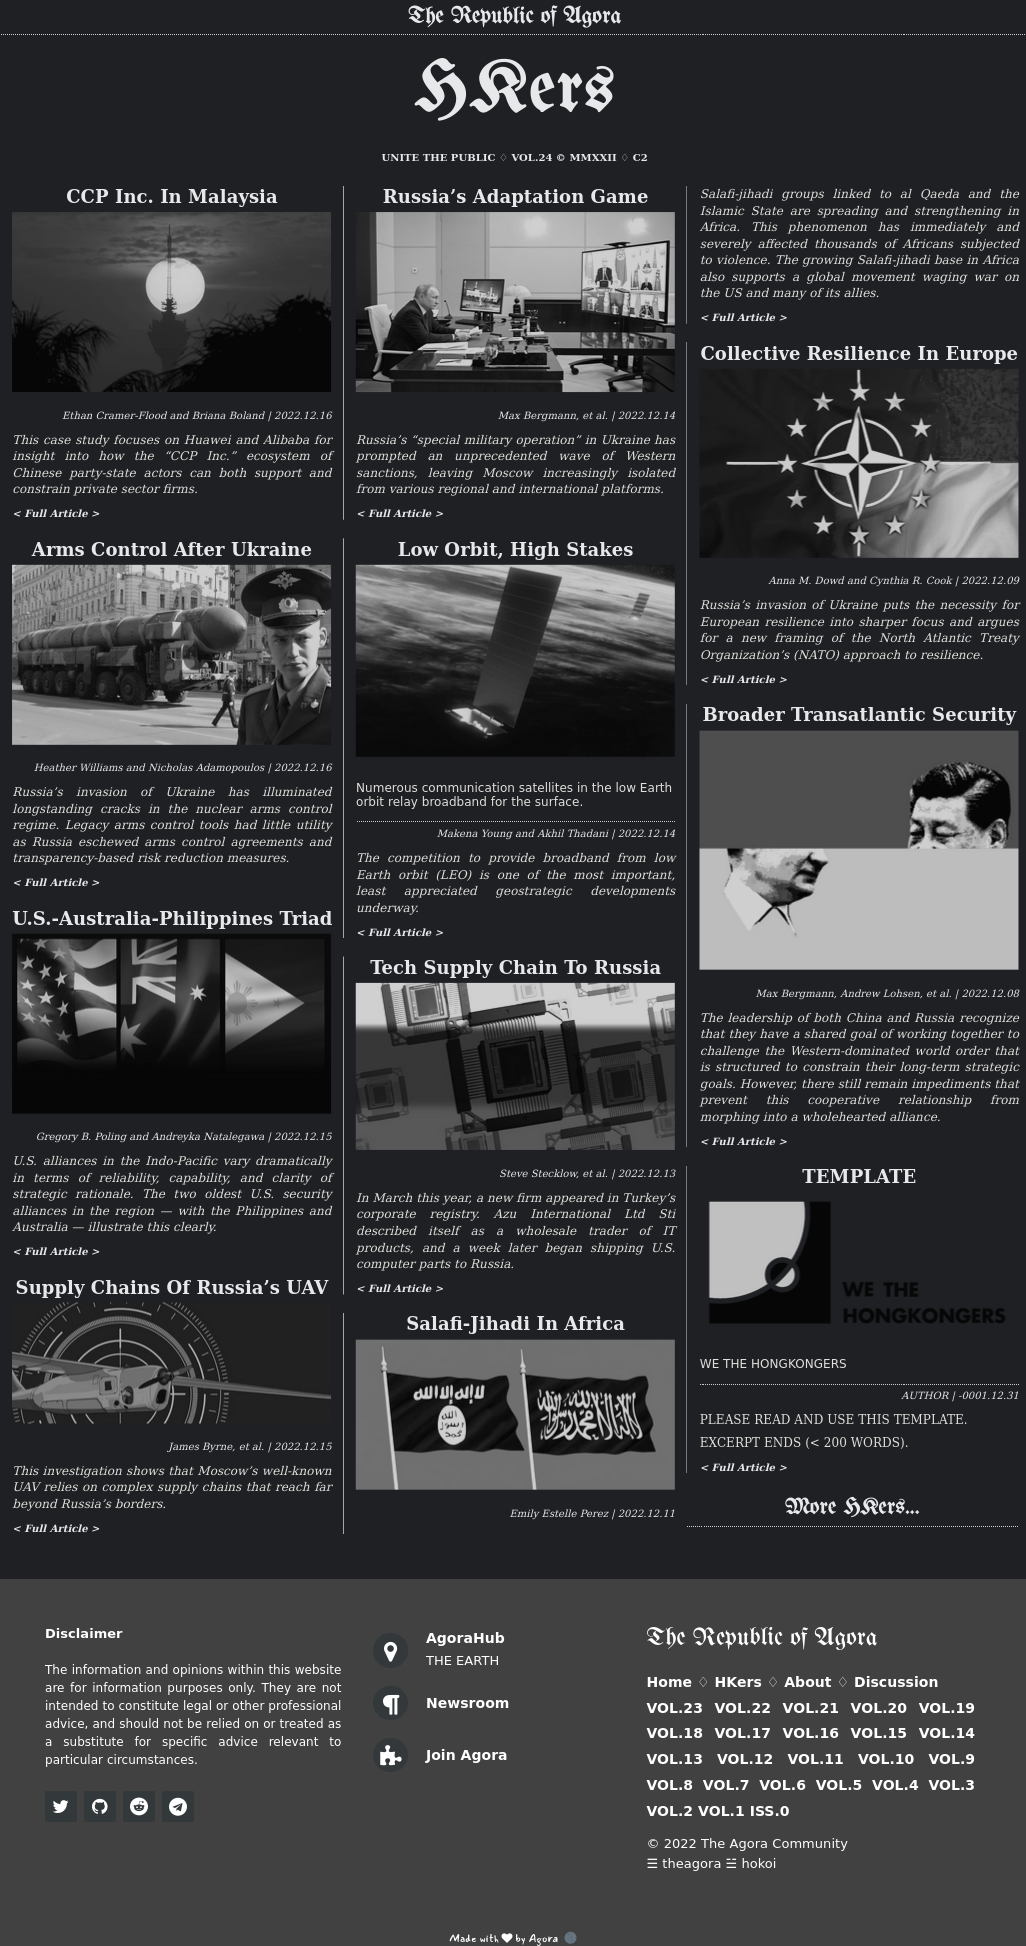 The Republic of Agora
HKers
UNITE THE PUBLIC ♢ VOL.24 © MMXXII ♢ C2
CCP Inc. In Malaysia
Ethan Cramer-Flood and Briana Boland | 2022.12.16
This case study focuses on Huawei and Alibaba for
insight into how the “CCP Inc.” ecosystem of
Chinese party-state actors can both support and
constrain private sector firms.
< Full Article >
Arms Control After Ukraine
Heather Williams and Nicholas Adamopoulos | 2022.12.16
Russia’s invasion of Ukraine has illuminated
longstanding cracks in the nuclear arms control
regime. Legacy arms control tools had little utility
as Russia eschewed arms control agreements and
transparency-based risk reduction measures.
< Full Article >
U.S.-Australia-Philippines Triad
Gregory B. Poling and Andreyka Natalegawa | 2022.12.15
U.S. alliances in the Indo-Pacific vary dramatically
in terms of reliability, capability, and clarity of
strategic rationale. The two oldest U.S. security
alliances in the region — with the Philippines and
Australia — illustrate this clearly.
< Full Article >
Supply Chains Of Russia’s UAV
James Byrne, et al. | 2022.12.15
This investigation shows that Moscow’s well-known
UAV relies on complex supply chains that reach far
beyond Russia’s borders.
< Full Article >
Russia’s Adaptation Game
Max Bergmann, et al. | 2022.12.14
Russia’s “special military operation” in Ukraine has
prompted an unprecedented wave of Western
sanctions, leaving Moscow increasingly isolated
from various regional and international platforms.
< Full Article >
Low Orbit, High Stakes
Numerous communication satellites in the low Earth
orbit relay broadband for the surface.
Makena Young and Akhil Thadani | 2022.12.14
The competition to provide broadband from low
Earth orbit (LEO) is one of the most important,
least appreciated geostrategic developments
underway.
< Full Article >
Tech Supply Chain To Russia
Steve Stecklow, et al. | 2022.12.13
In March this year, a new firm appeared in Turkey’s
corporate registry. Azu International Ltd Sti
described itself as a wholesale trader of IT
products, and a week later began shipping U.S.
computer parts to Russia.
< Full Article >
Salafi-Jihadi In Africa
لا إله إلا الله
الله
رسول
محمد
لا إله إلا الله محمد رسول الله
Emily Estelle Perez | 2022.12.11
Salafi-jihadi groups linked to al Qaeda and the
Islamic State are spreading and strengthening in
Africa. This phenomenon has immediately and
severely affected thousands of Africans subjected
to violence. The growing Salafi-jihadi base in Africa
also supports a global movement waging war on
the US and many of its allies.
< Full Article >
Collective Resilience In Europe
Anna M. Dowd and Cynthia R. Cook | 2022.12.09
Russia’s invasion of Ukraine puts the necessity for
European resilience into sharper focus and argues
for a new framing of the North Atlantic Treaty
Organization’s (NATO) approach to resilience.
< Full Article >
Broader Transatlantic Security
Max Bergmann, Andrew Lohsen, et al. | 2022.12.08
The leadership of both China and Russia recognize
that they have a shared goal of working together to
challenge the Western-dominated world order that
is structured to constrain their long-term strategic
goals. However, there still remain impediments that
prevent this cooperative relationship from
morphing into a wholehearted alliance.
< Full Article >
TEMPLATE
WE THE
HONGKONGERS
WE THE HONGKONGERS
AUTHOR | -0001.12.31
PLEASE READ AND USE THIS TEMPLATE.
EXCERPT ENDS (< 200 WORDS).
< Full Article >
More HKers...
Disclaimer
The information and opinions within this website
are for information purposes only. They are not
intended to constitute legal or other professional
advice, and should not be relied on or treated as
a substitute for specific advice relevant to
particular circumstances.
AgoraHub
THE EARTH
Newsroom
Join Agora
The Republic of Agora
Home ♢ HKers ♢ About ♢ Discussion
VOL.23 VOL.22 VOL.21 VOL.20 VOL.19
VOL.18 VOL.17 VOL.16 VOL.15 VOL.14
VOL.13 VOL.12 VOL.11 VOL.10 VOL.9
VOL.8 VOL.7 VOL.6 VOL.5 VOL.4 VOL.3
VOL.2 VOL.1 ISS.0
© 2022 The Agora Community
☰ theagora ☱ hokoi
Made with ❤ by Agora